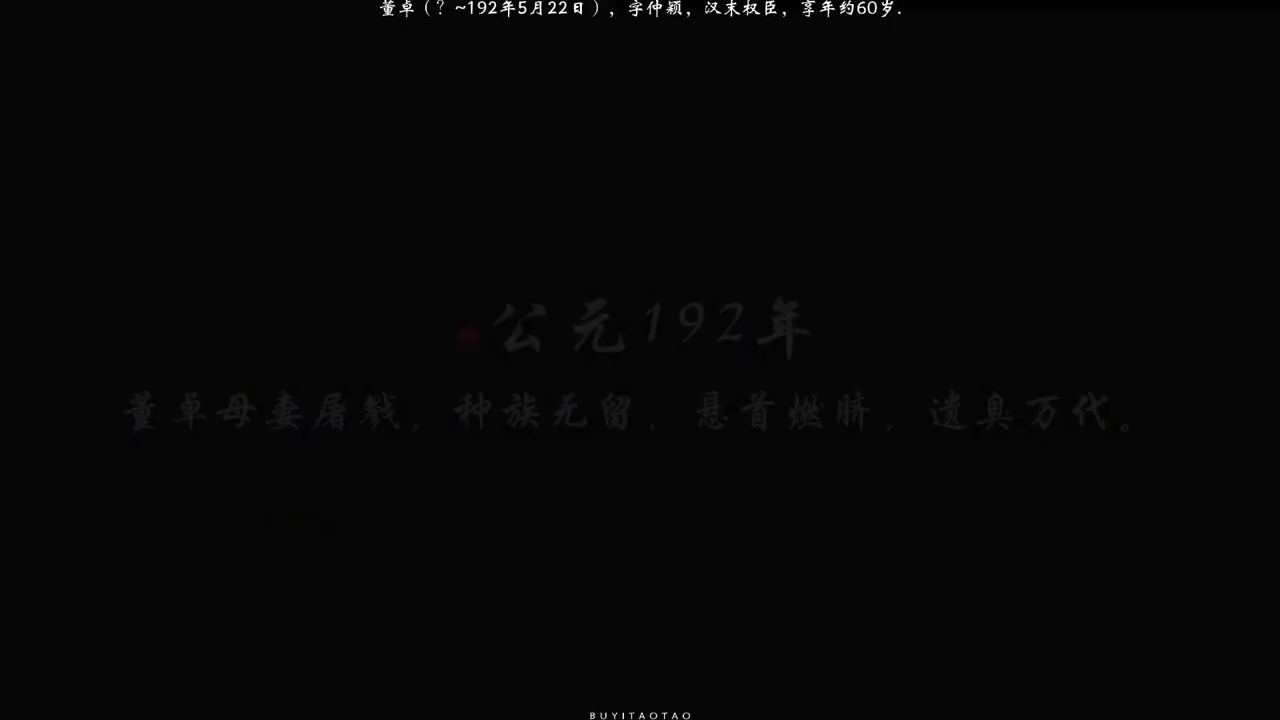 董卓（？~192年5月22日），字仲颖，汉末权臣，享年约60岁.
公元192年
董卓母妻屠戮，种族无留，悬首燃脐，遗臭万代。
BUYITAOTAO